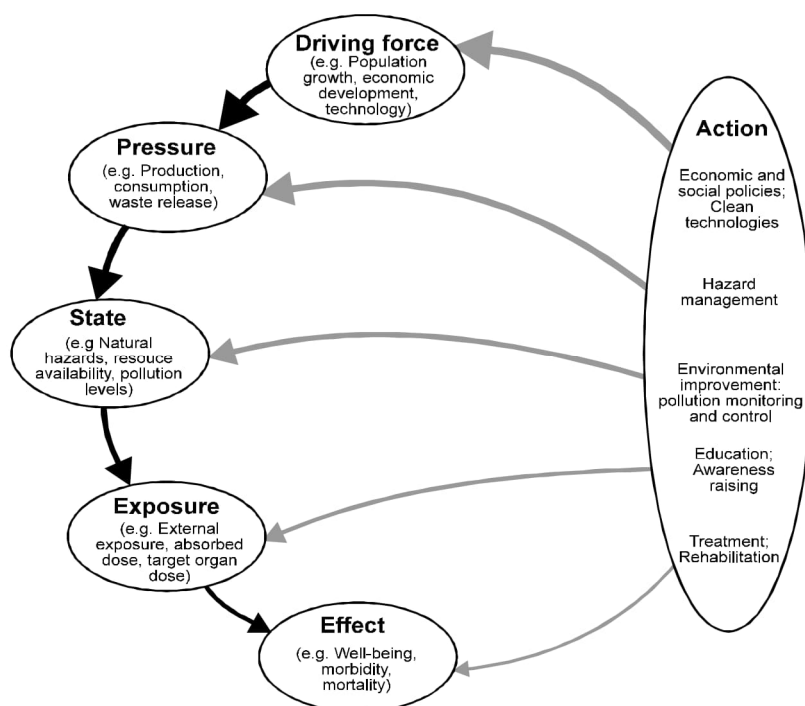 Driving force
(e.g. Population
growth, economic
development,
technology)
Pressure
(e.g. Production,
consumption,
waste release)
State
(e.g Natural
hazards, resouce
availability, pollution
levels)
Exposure
(e.g. External
exposure, absorbed
dose, target organ
dose)
Effect
(e.g. Well-being,
morbidity,
mortality)
Action
Economic and
social policies;
Clean
technologies
Hazard
management
Environmental
improvement:
pollution monitoring
and control
Education;
Awareness
raising
Treatment;
Rehabilitation